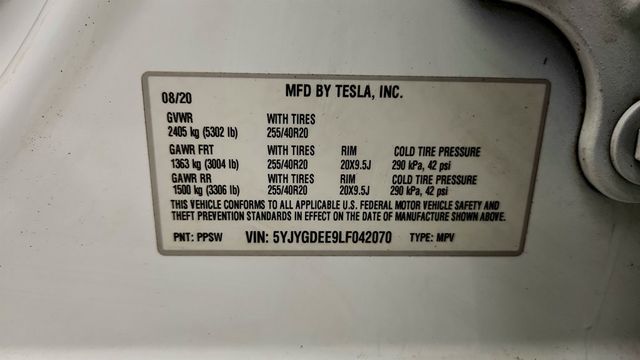 MFD BY TESLA, INC.
08/20
GVWR WITH TIRES
2405 kg (5302 lb) 255/40R20
GAWR FRT WITH TIRES RIM COLD TIRE PRESSURE
1363 kg (3004 lb) 255/40R20 20X9.5J 290 kPa, 42 psi
GAWR RR WITH TIRES RIM COLD TIRE PRESSURE
1500 kg (3306 lb) 255/40R20 20X9.5J 290 kPa, 42 psi
THIS VEHICLE CONFORMS TO ALL APPLICABLE U.S. FEDERAL MOTOR VEHICLE SAFETY AND
THEFT PREVENTION STANDARDS IN EFFECT ON THE DATE OF MANUFACTURE SHOWN ABOVE.
PNT: PPSW VIN: 5YJYGDEE9LF042070 TYPE: MPV